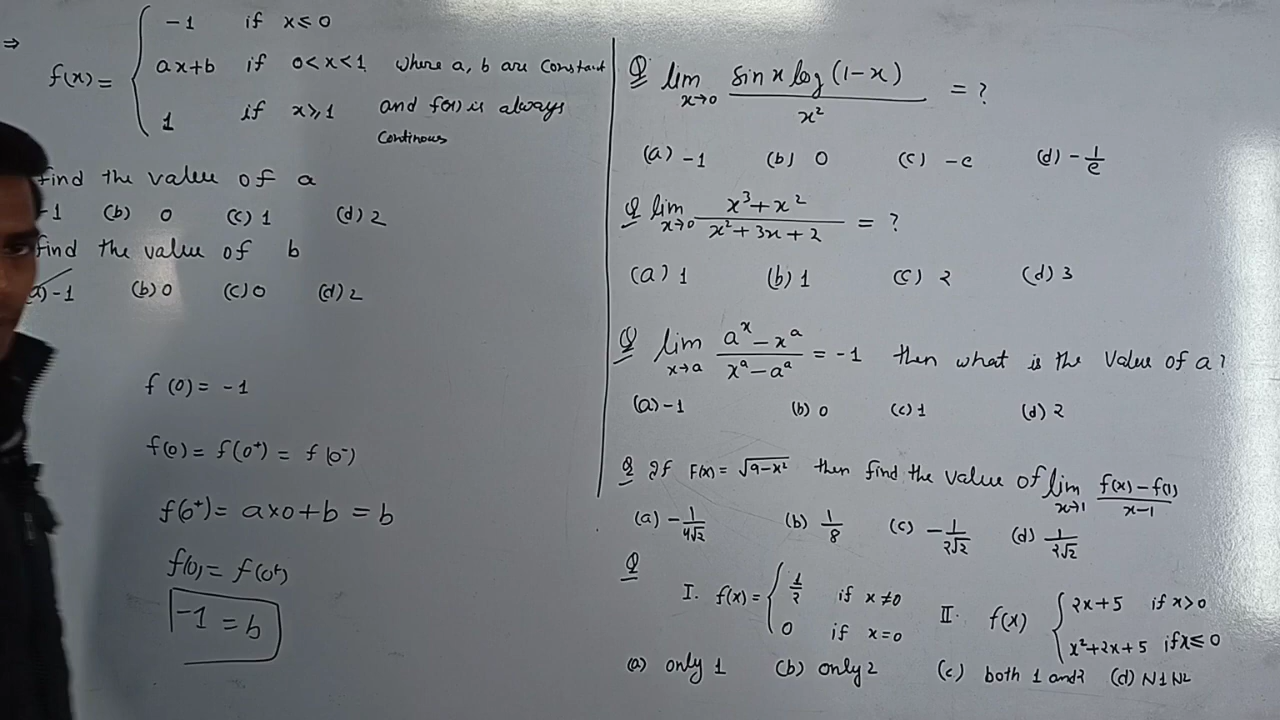 ⇒ f(x) = { -1 if x ≤ 0
ax+b if 0<x<1 where a, b are constant
1 if x ≥ 1 and f(x) is always
continous
find the value of a
-1 (b) 0 (c) 1 (d) 2
find the value of b
(a) -1 (b) 0 (c) 0 (d) 2
f(0) = -1
f(0) = f(0⁺) = f(0⁻)
f(0⁺) = a×0+b = b
f(0) = f(0⁺)
-1 = b
Q lim x→0 sin x log(1-x) / x² = ?
(a) -1 (b) 0 (c) -e (d) -1/e
Q lim x→0 x³+x² / x²+3x+2 = ?
(a) 1 (b) 1 (c) 2 (d) 3
Q lim x→a aˣ-xᵃ / xᵃ-aᵃ = -1 then what is the value of a?
(a) -1 (b) 0 (c) 1 (d) 2
Q If F(x) = √9-x² then find the value of lim x→1 f(x)-f(1) / x-1
(a) -1/4√2 (b) 1/8 (c) -1/2√2 (d) 1/2√2
Q
I. f(x) = { 1/2 if x≠0
0 if x=0
II. f(x) { 2x+5 if x>0
x²+2x+5 if x≤0
(a) only 1 (b) only 2 (c) both 1 and 2 (d) N1 N2